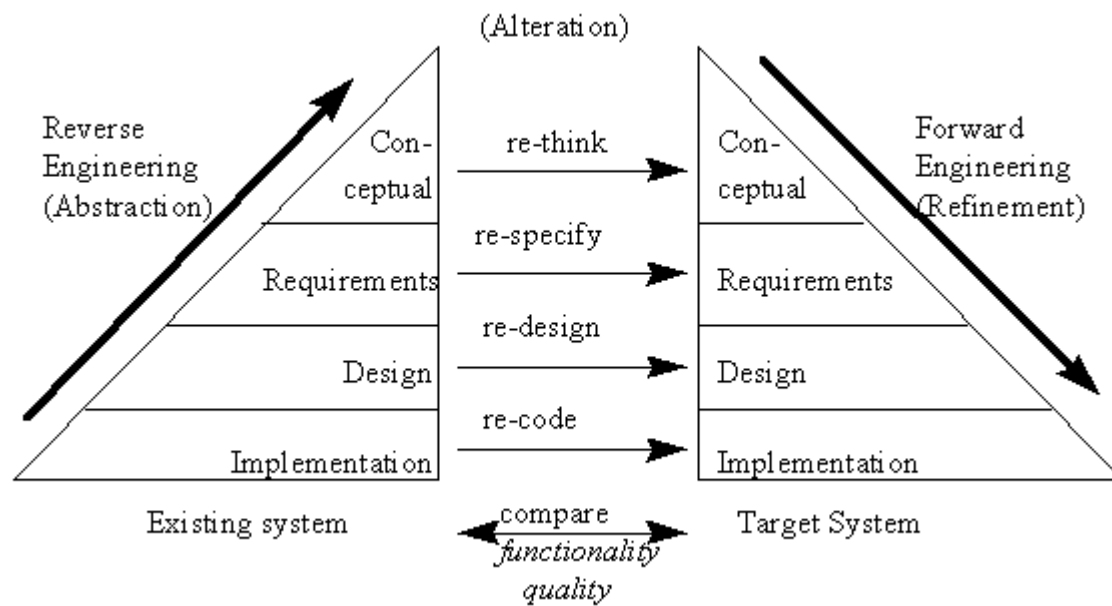 (Alteration)
Reverse
Engineering
(Abstraction)
Con-
ceptual
re-think
Con-
ceptual
Forward
Engineering
(Refinement)
re-specify
Requirements
Requirements
re-design
Design
Design
re-code
Implementation
Implementation
Existing system
compare
Target System
functionality
quality